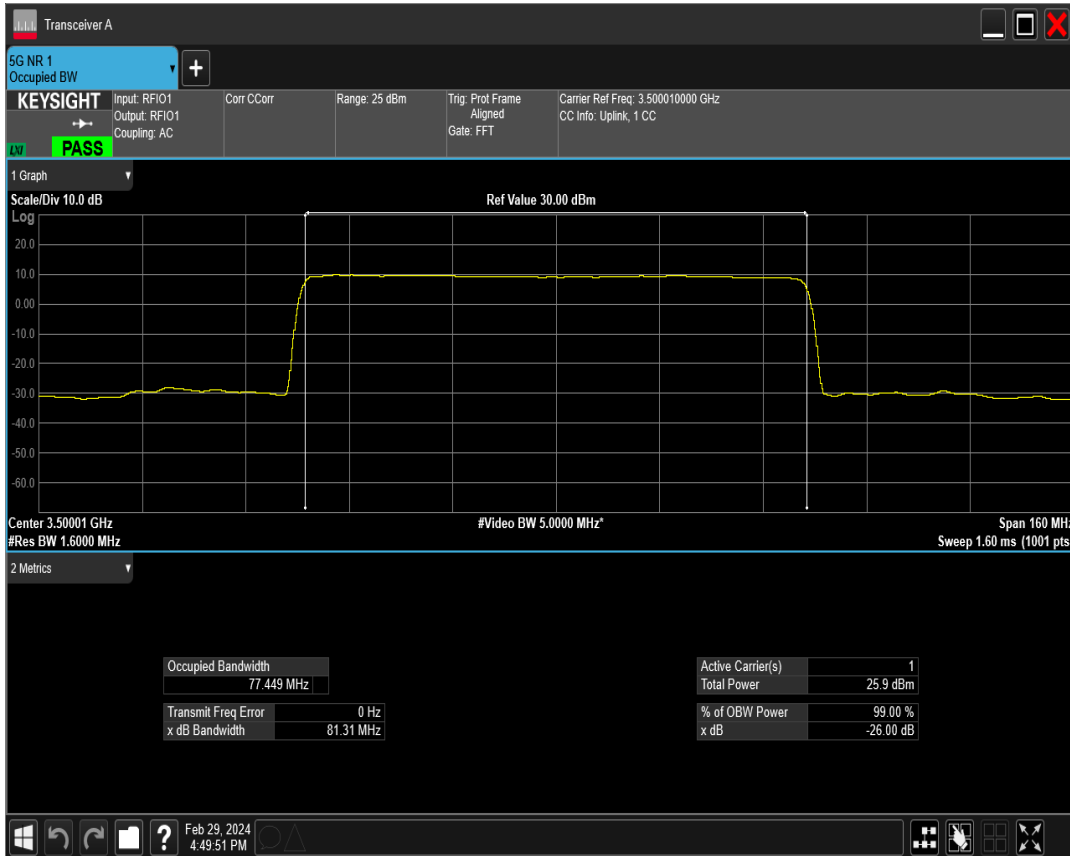 Transceiver A
5G NR 1
Occupied BW
+
KEYSIGHT
LXI
PASS
Input: RFIO1
Output: RFIO1
Coupling: AC
Corr CCorr
Range: 25 dBm
Trig: Prot Frame
Aligned
Gate: FFT
Carrier Ref Freq: 3.500010000 GHz
CC Info: Uplink, 1 CC
1 Graph
Scale/Div 10.0 dB
Ref Value 30.00 dBm
Log
20.0
10.0
0.00
-10.0
-20.0
-30.0
-40.0
-50.0
-60.0
Center 3.50001 GHz
#Video BW 5.0000 MHz*
Span 160 MHz
#Res BW 1.6000 MHz
Sweep 1.60 ms (1001 pts
2 Metrics
Occupied Bandwidth
77.449 MHz
Transmit Freq Error 0 Hz
x dB Bandwidth 81.31 MHz
Active Carrier(s) 1
Total Power 25.9 dBm
% of OBW Power 99.00 %
x dB -26.00 dB
?
Feb 29, 2024
4:49:51 PM